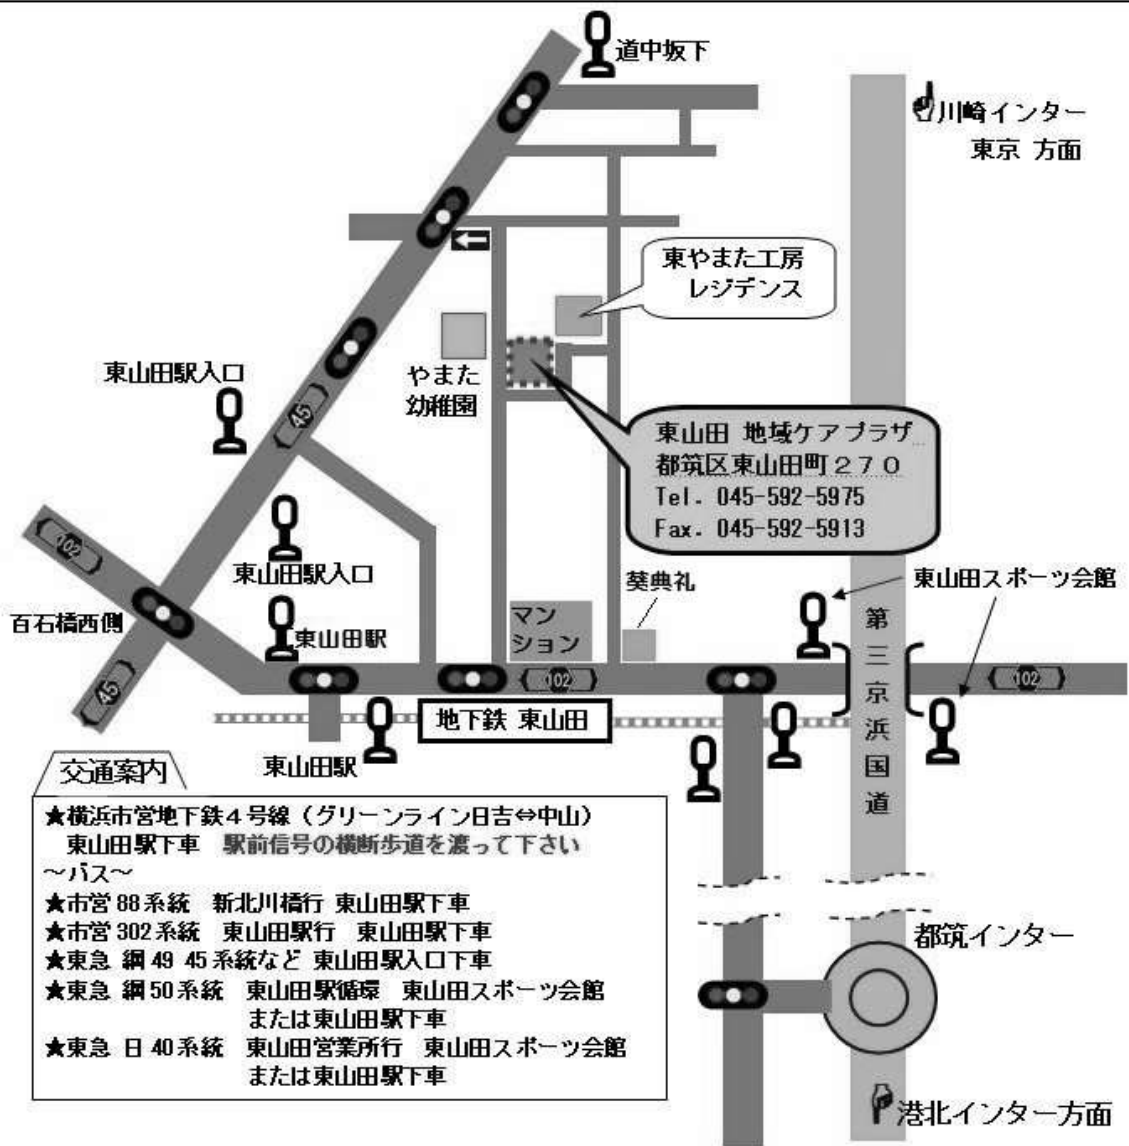 道中坂下
川崎インター
東京 方面
東やまた工房
レジデンス
東山田駅入口
やまた
幼稚園
45
東山田 地域ケアプラザ
都筑区東山田町270
Tel. 045-592-5975
Fax. 045-592-5913
102
東山田駅入口
葵典礼
東山田スポーツ会館
百石橋西側
東山田駅
マン
ション
第三京浜国道
45
102
102
地下鉄 東山田
東山田駅
交通案内
★横浜市営地下鉄4号線(グリーンライン日吉⇔中山)
東山田駅下車 駅前信号の横断歩道を渡って下さい
~バス~
★市営88系統 新北川橋行 東山田駅下車
★市営302系統 東山田駅行 東山田駅下車
★東急 綱49 45系統など 東山田駅入口下車
★東急 綱50系統 東山田駅循環 東山田スポーツ会館
または東山田駅下車
★東急 日40系統 東山田営業所行 東山田スポーツ会館
または東山田駅下車
都筑インター
港北インター方面